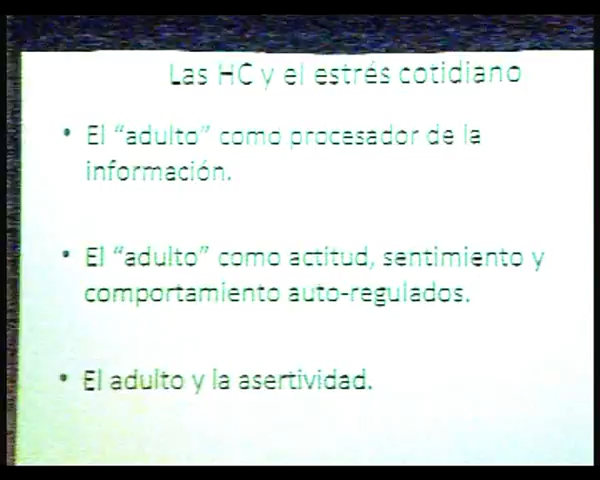 Las HC y el estrés cotidiano
• El “adulto” como procesador de la
información.
• El “adulto” como actitud, sentimiento y
comportamiento auto-regulados.
• El adulto y la asertividad.